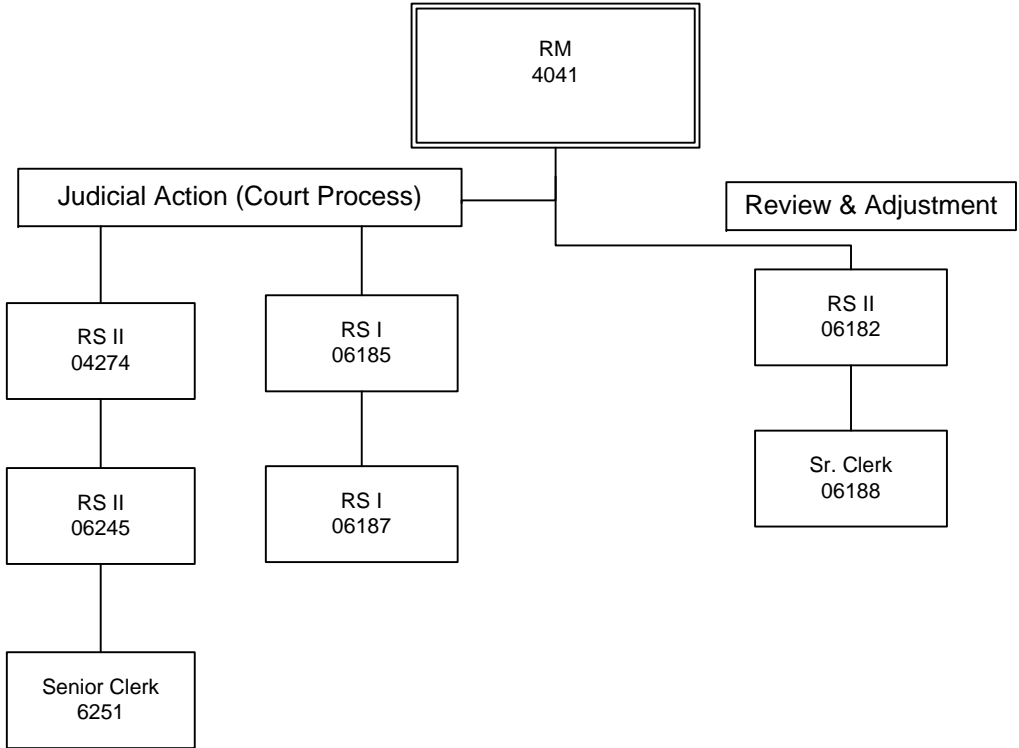 RM
4041
Judicial Action (Court Process)
Review & Adjustment
RS II
04274
RS I
06185
RS II
06182
RS II
06245
RS I
06187
Sr. Clerk
06188
Senior Clerk
6251